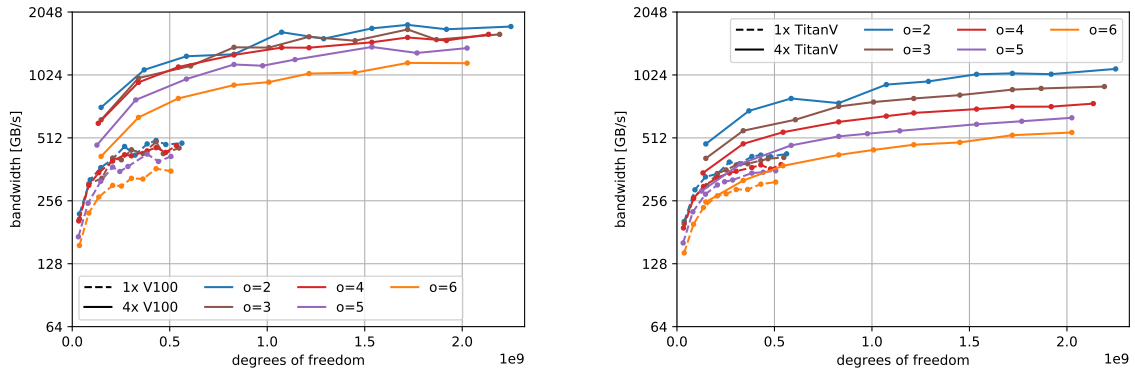 2048
1024
512
256
128
64
bandwidth [GB/s]
1x V100
4x V100
o=2
o=3
o=4
o=5
o=6
0.0 0.5 1.0 1.5 2.0
1e9
degrees of freedom
2048
1024
512
256
128
64
bandwidth [GB/s]
1x TitanV
4x TitanV
o=2
o=3
o=4
o=5
o=6
0.0 0.5 1.0 1.5 2.0
1e9
degrees of freedom